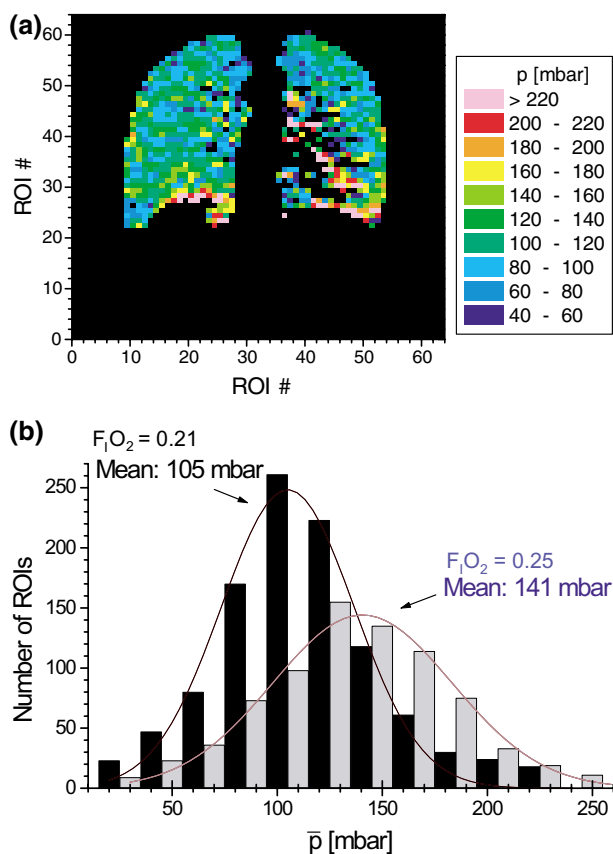 (a)
60
50
40
30
20
10
0
ROI #
0 10 20 30 40 50 60
ROI #
p [mbar]
> 220
200 - 220
180 - 200
160 - 180
140 - 160
120 - 140
100 - 120
80 - 100
60 - 80
40 - 60
(b)
FIO2 = 0.21
Mean: 105 mbar
FIO2 = 0.25
Mean: 141 mbar
250
200
150
100
50
0
Number of ROIs
50 100 150 200 250
p̅ [mbar]